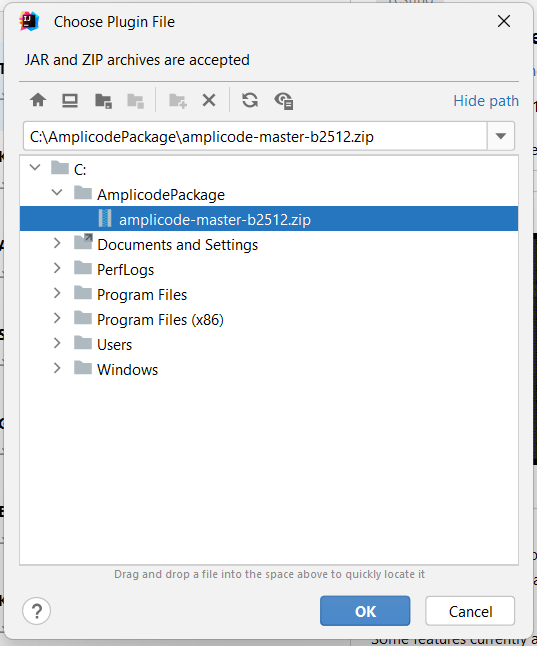 Testing
Choose Plugin File
JAR and ZIP archives are accepted
Hide path
C:\AmplicodePackage\amplicode-master-b2512.zip
C:
AmplicodePackage
amplicode-master-b2512.zip
Documents and Settings
PerfLogs
Program Files
Program Files (x86)
Users
Windows
Drag and drop a file into the space above to quickly locate it
?
OK
Cancel
Some features currently a